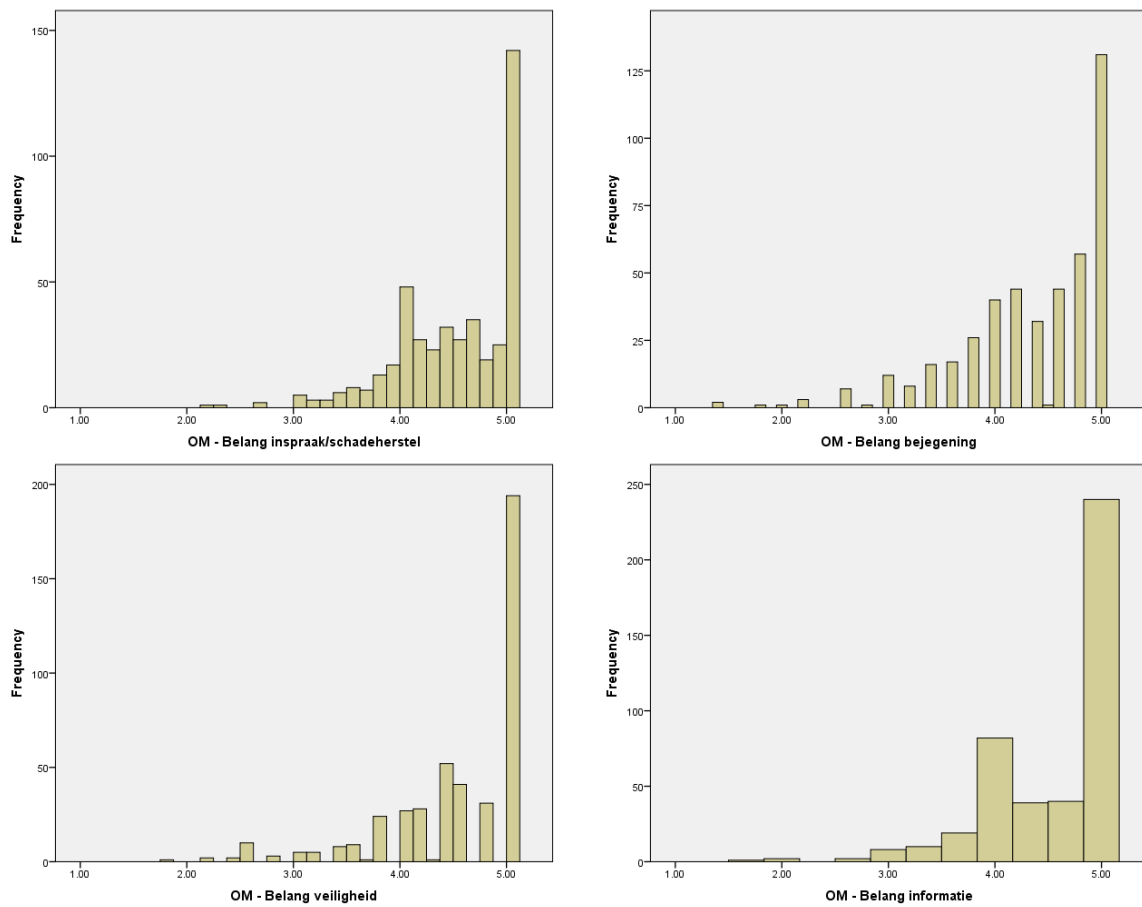 150
100
50
0
Frequency
1.00 2.00 3.00 4.00 5.00
OM - Belang inspraak/schadeherstel
125
100
75
50
25
0
Frequency
1.00 2.00 3.00 4.00 5.00
OM - Belang bejegening
200
150
100
50
0
Frequency
1.00 2.00 3.00 4.00 5.00
OM - Belang veiligheid
250
200
150
100
50
0
Frequency
1.00 2.00 3.00 4.00 5.00
OM - Belang informatie